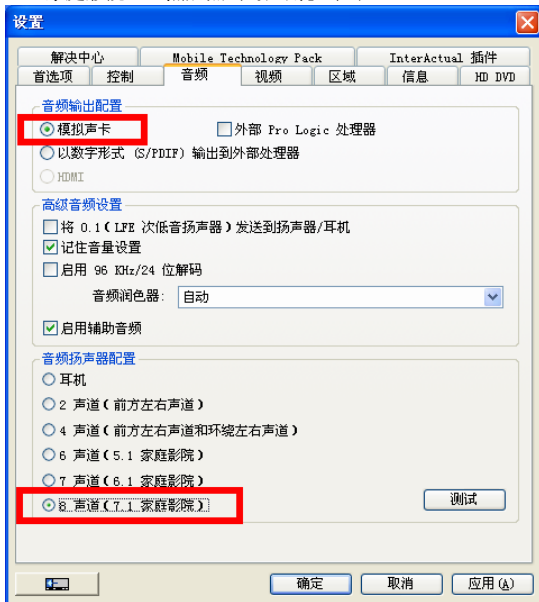 设置
解决中心 Mobile Technology Pack InterActual 插件
首选项 控制 音频 视频 区域 信息 HD DVD
音频输出配置
模拟声卡 外部 Pro Logic 处理器
以数字形式 (S/PDIF) 输出到外部处理器
HDMI
高级音频设置
将 0.1(LFE 次低音扬声器)发送到扬声器/耳机
记住音量设置
启用 96 KHz/24 位解码
音频润色器: 自动
启用辅助音频
音频扬声器配置
耳机
2 声道(前方左右声道)
4 声道(前方左右声道和环绕左右声道)
6 声道(5.1 家庭影院)
7 声道(6.1 家庭影院)
8 声道(7.1 家庭影院) 测试
确定 取消 应用(A)